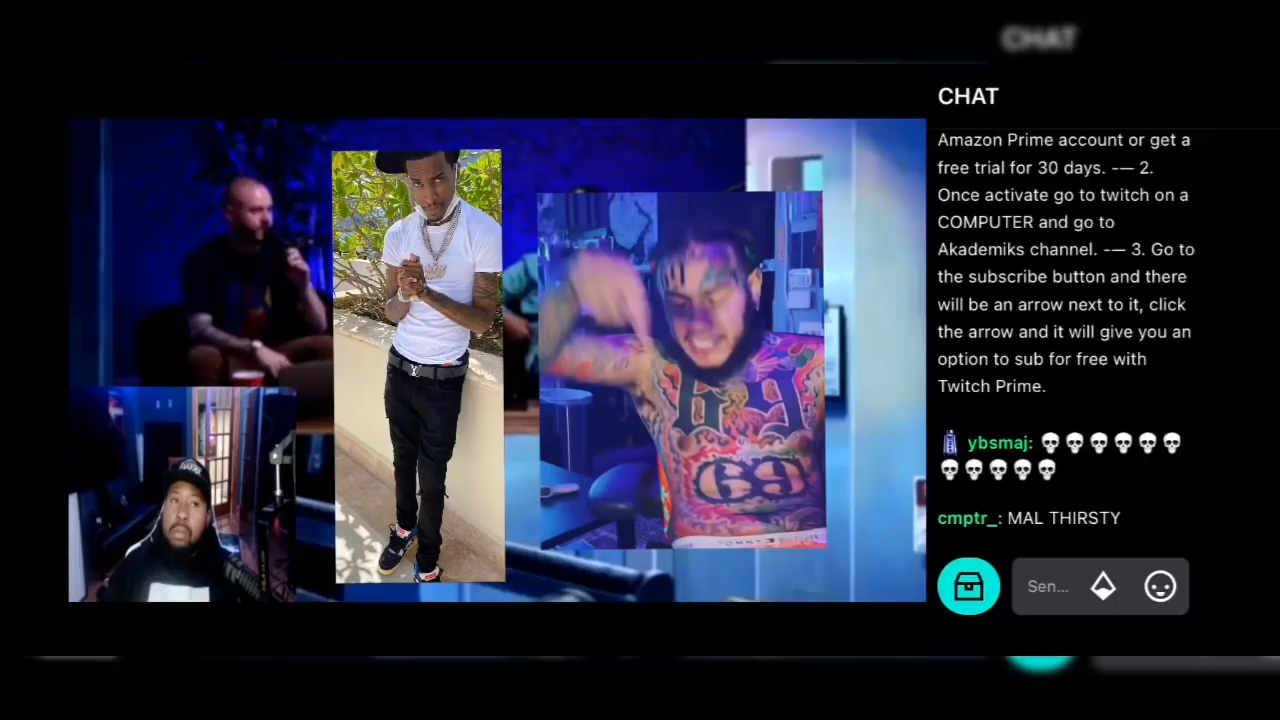 CHAT
CHAT
Amazon Prime account or get a
free trial for 30 days. -— 2.
Once activate go to twitch on a
COMPUTER and go to
Akademiks channel. -— 3. Go to
the subscribe button and there
will be an arrow next to it, click
the arrow and it will give you an
option to sub for free with
Twitch Prime.
ybsmaj: 💀💀💀💀💀💀
💀💀💀💀💀
cmptr_: MAL THIRSTY
Sen...
69
69